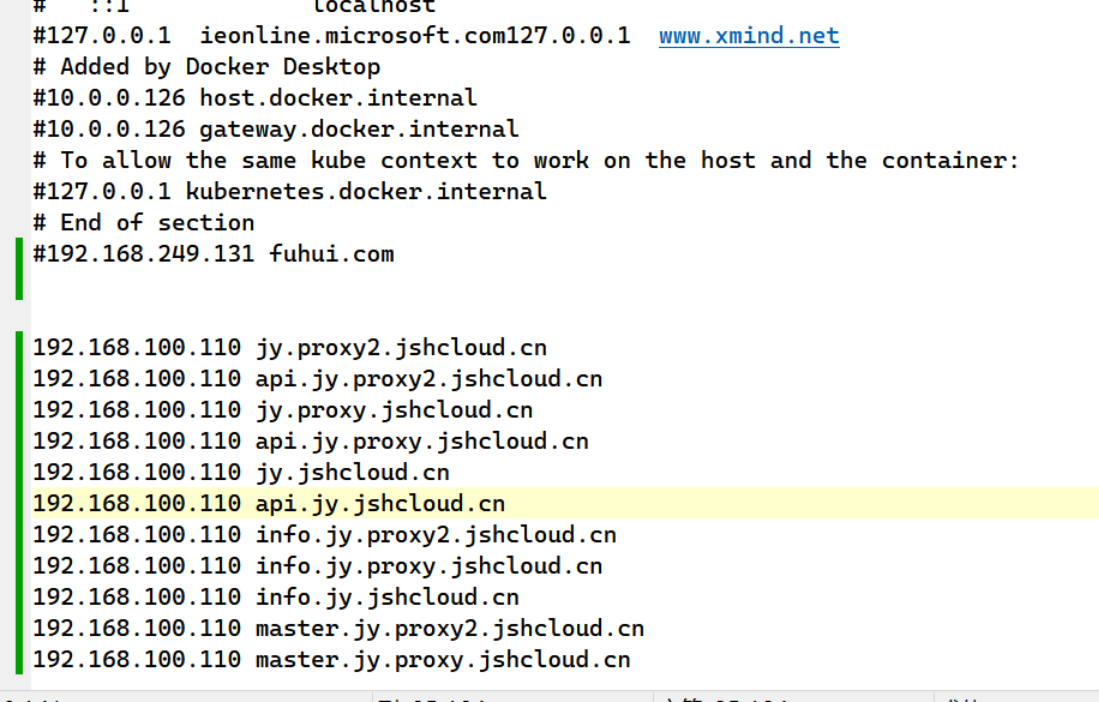 # ::1 localhost
#127.0.0.1 ieonline.microsoft.com127.0.0.1 www.xmind.net
# Added by Docker Desktop
#10.0.0.126 host.docker.internal
#10.0.0.126 gateway.docker.internal
# To allow the same kube context to work on the host and the container:
#127.0.0.1 kubernetes.docker.internal
# End of section
#192.168.249.131 fuhui.com
192.168.100.110 jy.proxy2.jshcloud.cn
192.168.100.110 api.jy.proxy2.jshcloud.cn
192.168.100.110 jy.proxy.jshcloud.cn
192.168.100.110 api.jy.proxy.jshcloud.cn
192.168.100.110 jy.jshcloud.cn
192.168.100.110 api.jy.jshcloud.cn
192.168.100.110 info.jy.proxy2.jshcloud.cn
192.168.100.110 info.jy.proxy.jshcloud.cn
192.168.100.110 info.jy.jshcloud.cn
192.168.100.110 master.jy.proxy2.jshcloud.cn
192.168.100.110 master.jy.proxy.jshcloud.cn